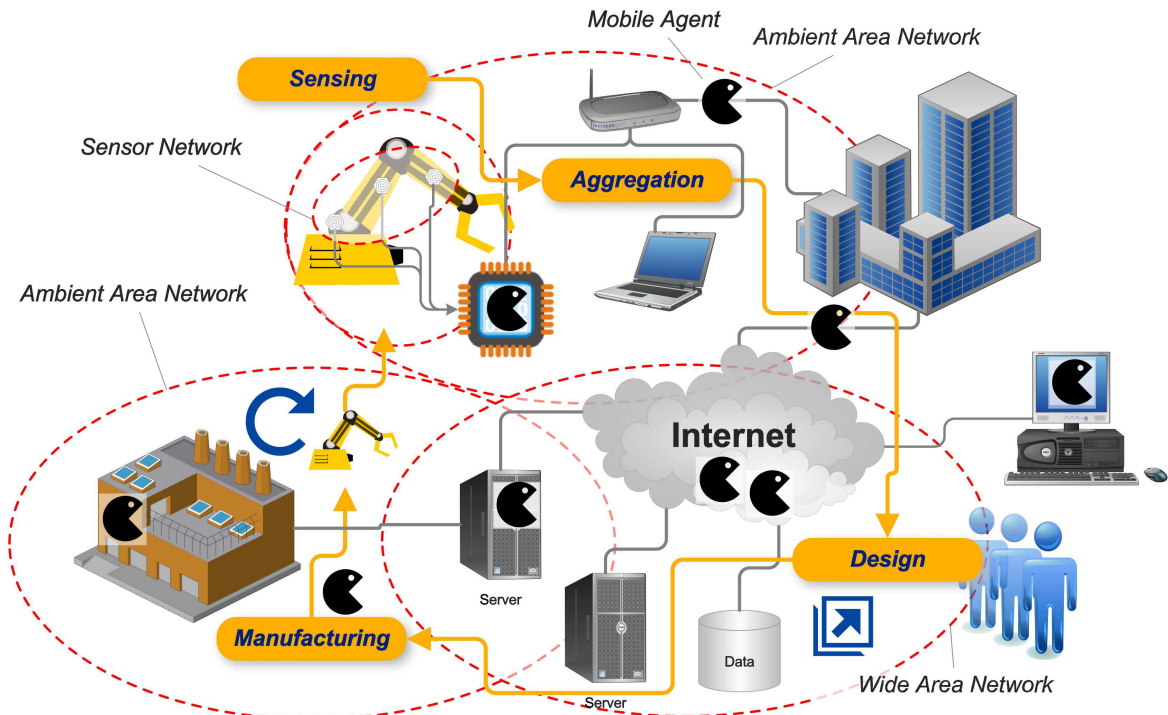 Mobile Agent
Ambient Area Network
Sensing
Sensor Network
Aggregation
Ambient Area Network
Internet
Design
Server
Manufacturing
Data
Wide Area Network
Server